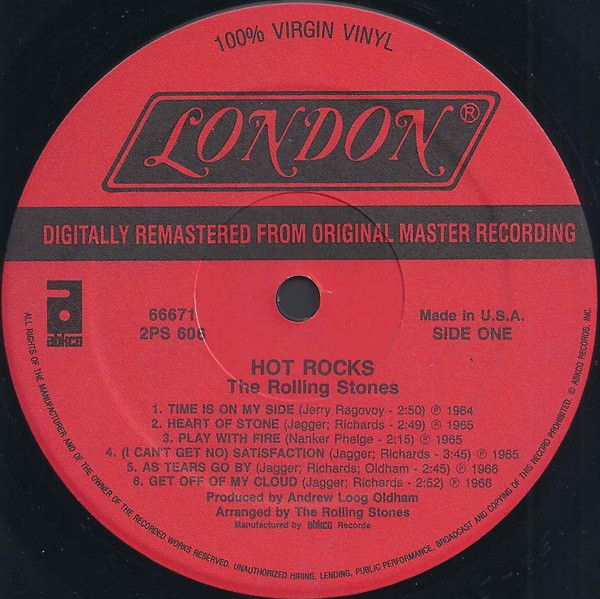 100% VIRGIN VINYL
LONDON®
DIGITALLY REMASTERED FROM ORIGINAL MASTER RECORDING
a
abkco
66671
2PS 606
Made in U.S.A.
SIDE ONE
HOT ROCKS
The Rolling Stones
1. TIME IS ON MY SIDE (Jerry Ragovoy - 2:50) ℗ 1964
2. HEART OF STONE (Jagger; Richards - 2:49) ℗ 1965
3. PLAY WITH FIRE (Nanker Phelge - 2:15) ℗ 1965
4. (I CAN'T GET NO) SATISFACTION (Jagger; Richards - 3:45) ℗ 1965
5. AS TEARS GO BY (Jagger; Richards; Oldham - 2:45) ℗ 1966
6. GET OFF OF MY CLOUD (Jagger; Richards - 2:52) ℗ 1966
Produced by Andrew Loog Oldham
Arranged by The Rolling Stones
Manufactured by abkco Records
ALL RIGHTS OF THE MANUFACTURER AND OF THE OWNER OF THE RECORDED WORKS RESERVED. UNAUTHORIZED HIRING, LENDING, PUBLIC PERFORMANCE, BROADCAST AND COPYING OF THIS RECORD PROHIBITED. © ABKCO RECORDS, INC.